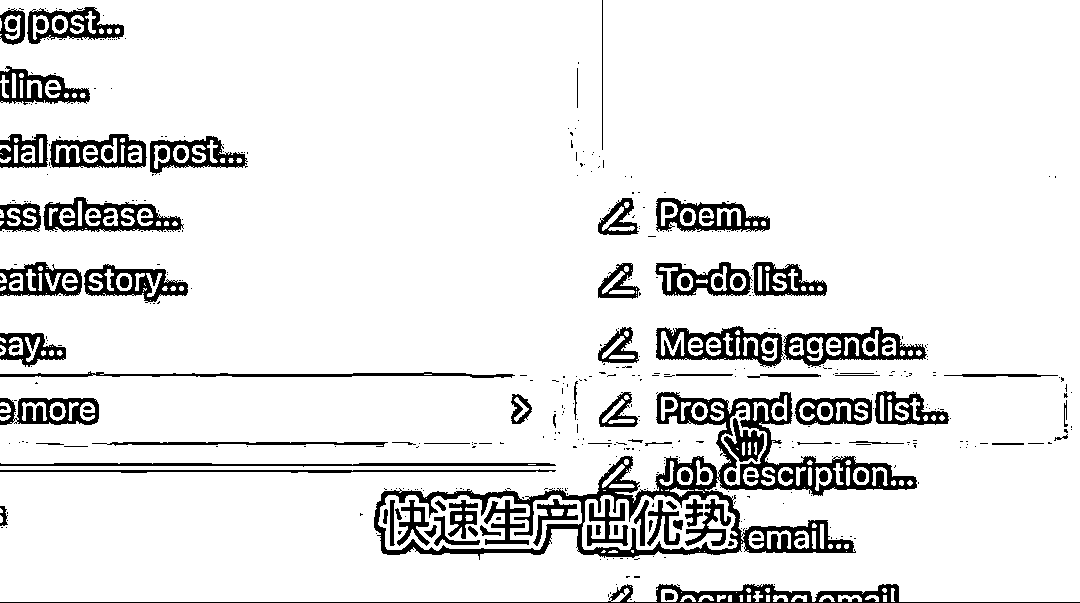 og post...
tline...
cial media post...
ess release...
eative story...
say...
e more
Poem...
To-do list...
Meeting agenda...
Pros and cons list...
Job description...
email...
Recruiting email
快速生产出优势